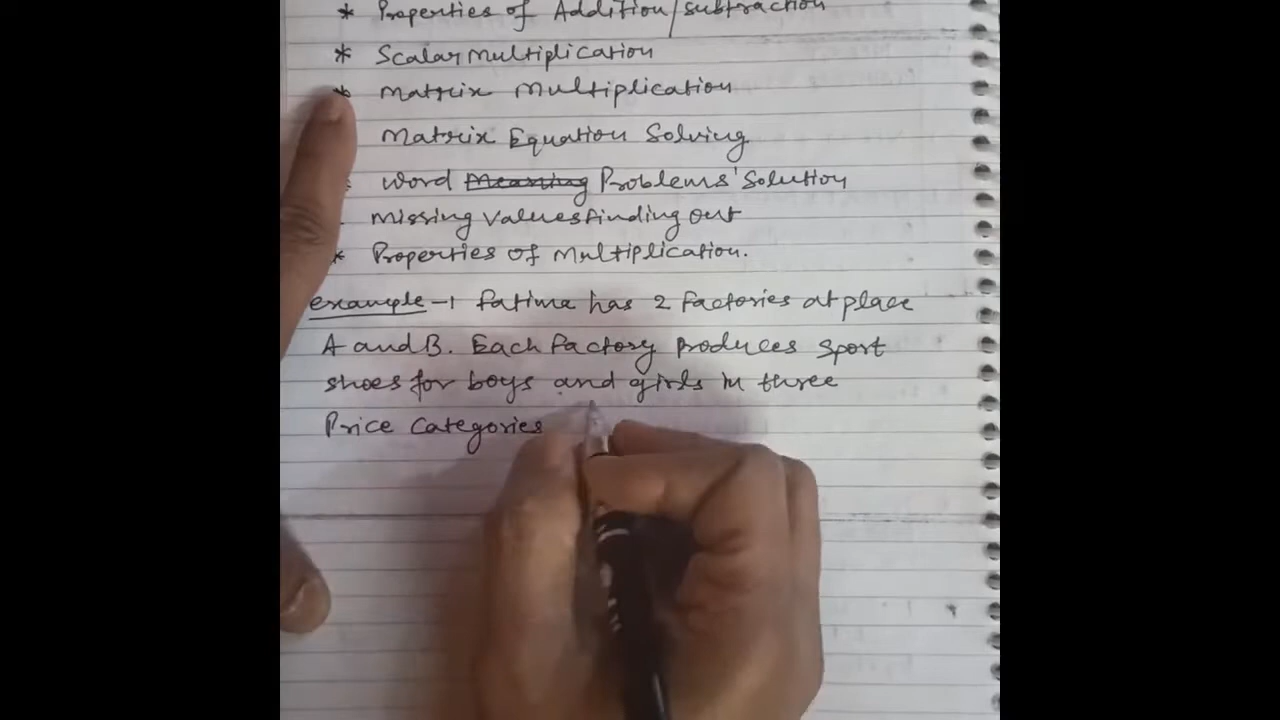 * Properties of Addition/subtraction
* Scalar Multiplication
* Matrix Multiplication
Matrix Equation Solving
word Meaning Problems' Solution
Missing Values finding out
* Properties of Multiplication.
example-1 Fatima has 2 factories at place
A and B. Each factory Produces Sport
shoes for boys and girls in three
Price Categories